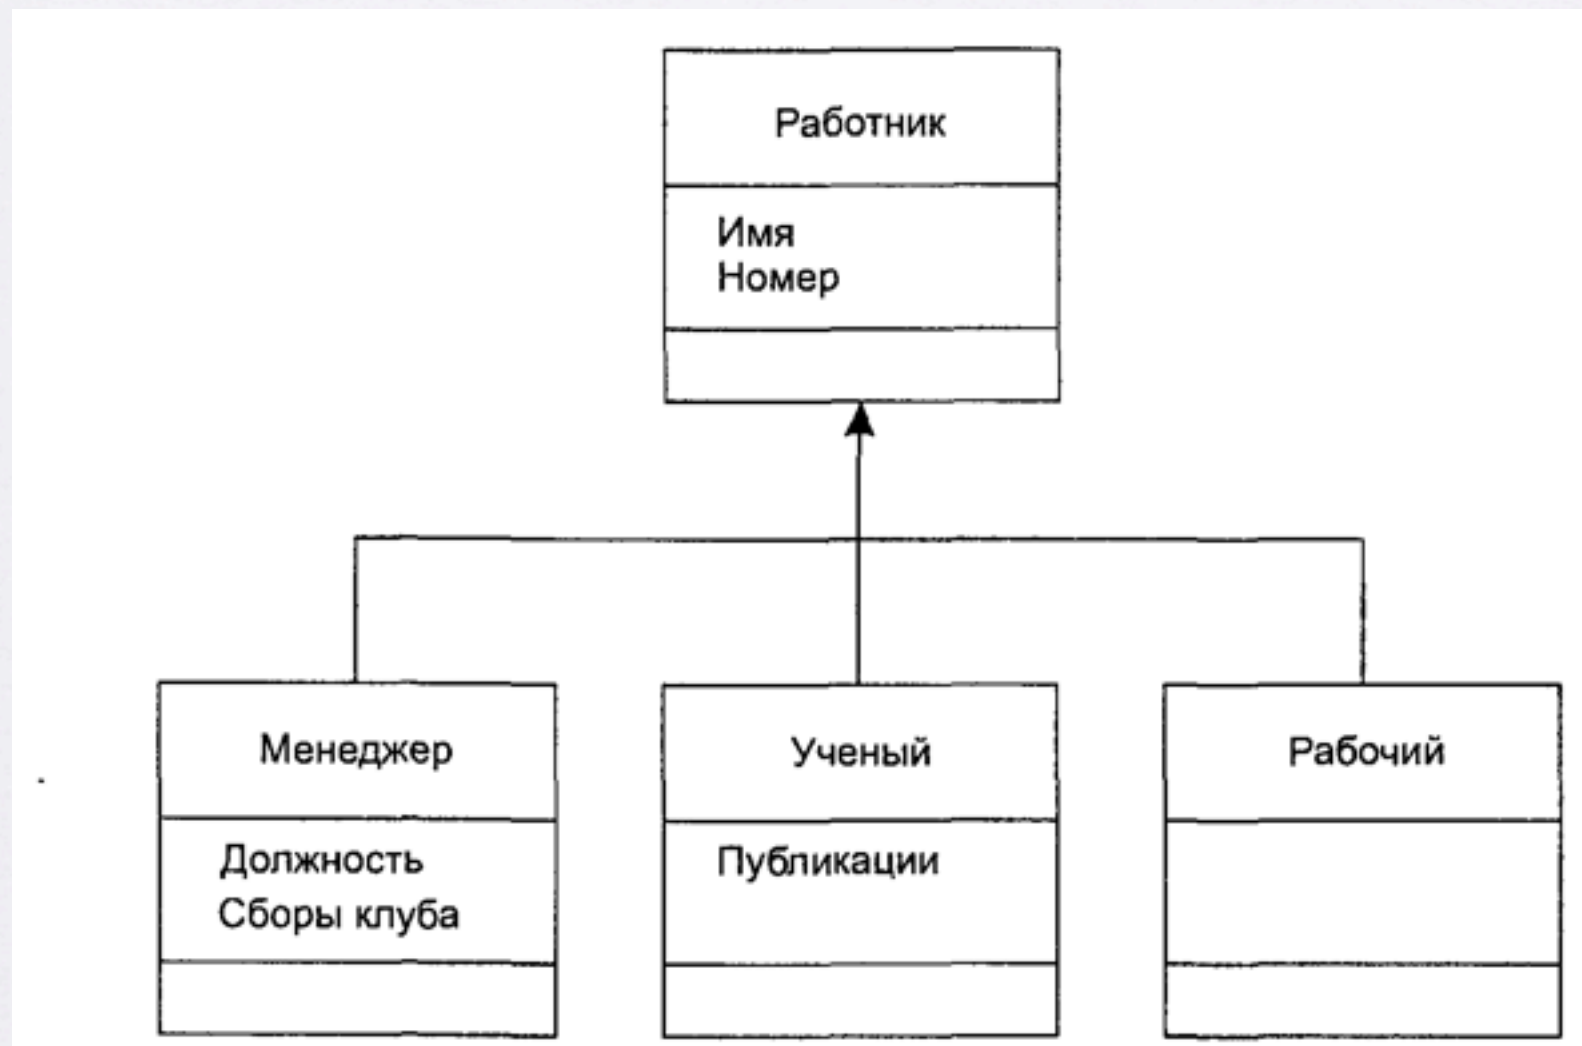 Работник
Имя
Номер
Менеджер
Должность
Сборы клуба
Ученый
Публикации
Рабочий